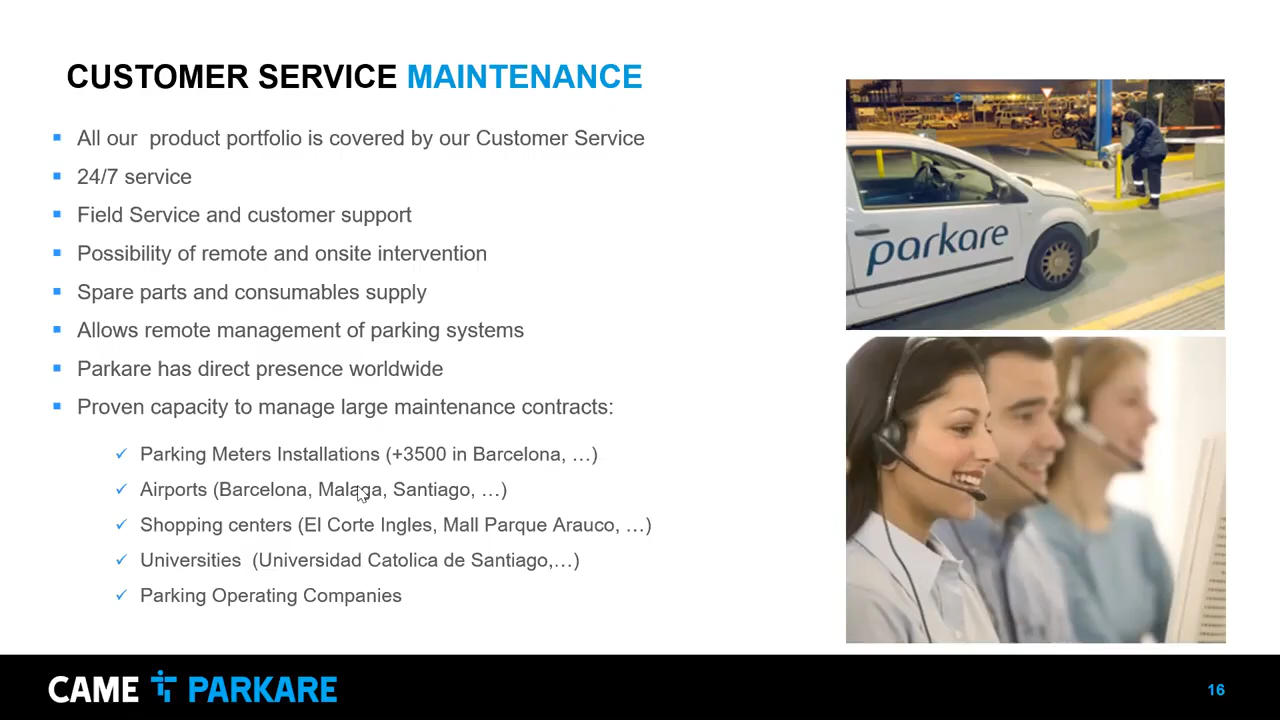 CUSTOMER SERVICE MAINTENANCE
All our  product portfolio is covered by our Customer Service
24/7 service
Field Service and customer support
Possibility of remote and onsite intervention
Spare parts and consumables supply
Allows remote management of parking systems
Parkare has direct presence worldwide
Proven capacity to manage large maintenance contracts:
Parking Meters Installations (+3500 in Barcelona, …)
Airports (Barcelona, Malaga, Santiago, …)
Shopping centers (El Corte Ingles, Mall Parque Arauco, …)
Universities  (Universidad Catolica de Santiago,…)
Parking Operating Companies
parkare
CAME PARKARE
16